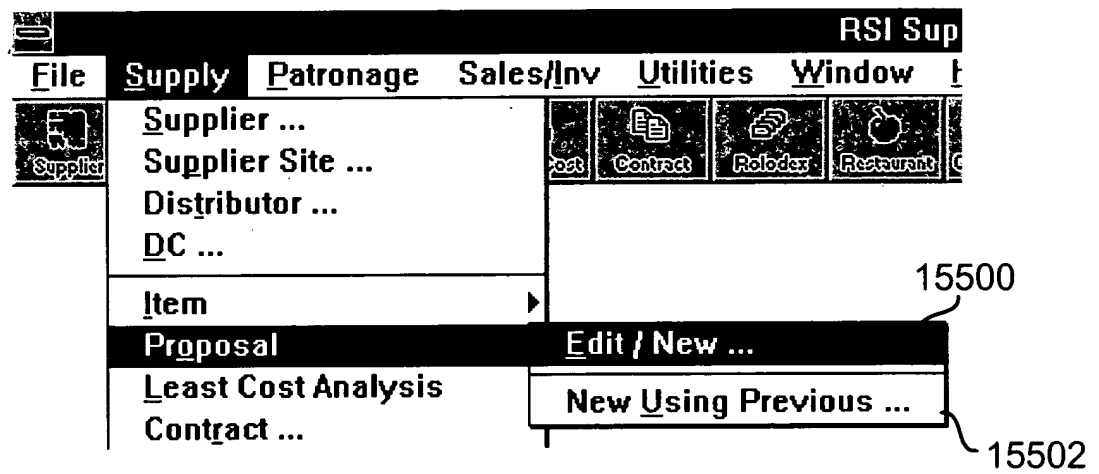 RSI Sup
File Supply Patronage Sales/Inv Utilities Window
Supplier Cost Contract Rolodex Restaurant
Supplier ...
Supplier Site ...
Distributor ...
DC ...
Item
Proposal
Least Cost Analysis
Contract ...
15500
Edit / New ...
New Using Previous ...
15502